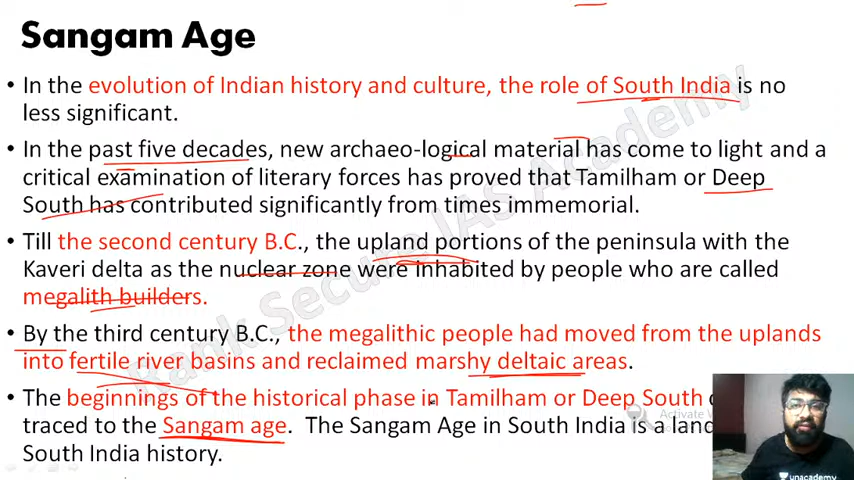 Sangam Age
• In the evolution of Indian history and culture, the role of South India is no
less significant.
• In the past five decades, new archaeo-logical material has come to light and a
critical examination of literary forces has proved that Tamilham or Deep
South has contributed significantly from times immemorial.
• Till the second century B.C., the upland portions of the peninsula with the
Kaveri delta as the nuclear zone were inhabited by people who are called
megalith builders.
• By the third century B.C., the megalithic people had moved from the uplands
into fertile river basins and reclaimed marshy deltaic areas.
• The beginnings of the historical phase in Tamilham or Deep South
traced to the Sangam age. The Sangam Age in South India is a land
South India history.
Rank Secure IAS Academy
Activate
unacademy